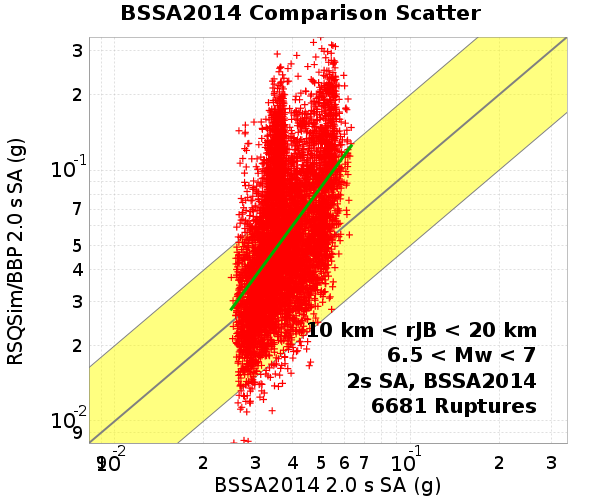 BSSA2014 Comparison Scatter
RSQSim/BBP 2.0 s SA (g)
3
2
10-1
7
5
4
3
2
10-2
9
10 km < rJB < 20 km
6.5 < Mw < 7
2s SA, BSSA2014
6681 Ruptures
9 10-2 2 3 4 5 6 7 10-1 2 3
BSSA2014 2.0 s SA (g)